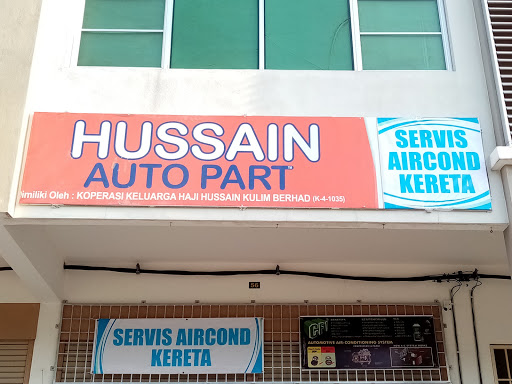 HUSSAIN
AUTO PART
imiliki Oleh : KOPERASI KELUARGA HAJI HUSSAIN KULIM BERHAD (K-4-1035)
SERVIS
AIRCOND
KERETA
56
SERVIS AIRCOND
KERETA
AUTOMOTIVE AIR-CONDITIONING SYSTEM